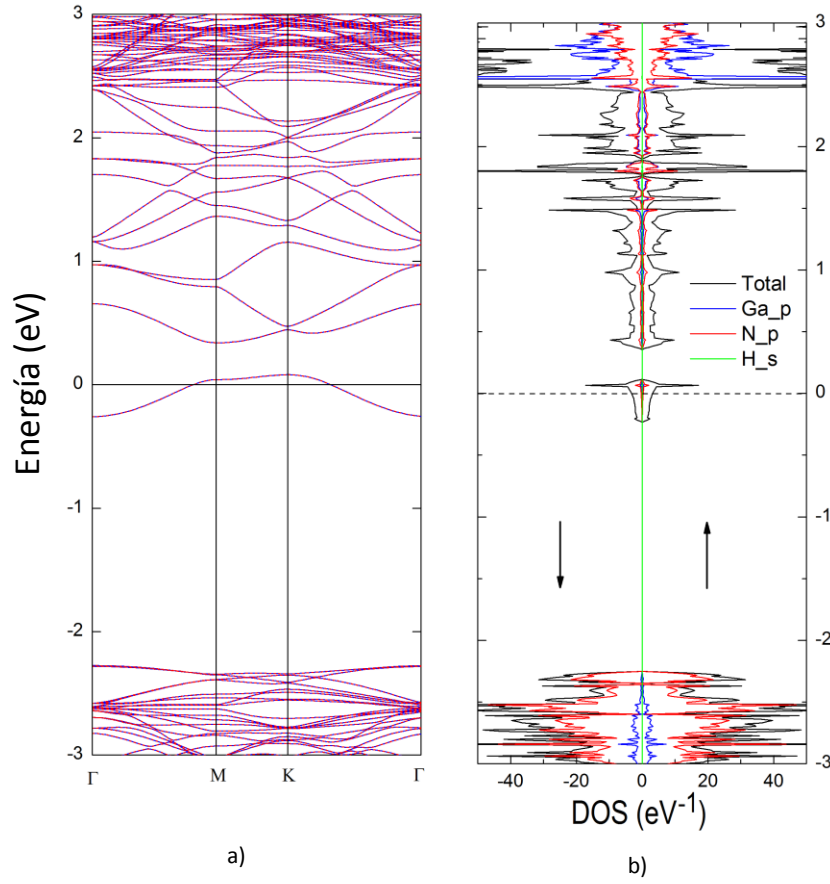 Energía (eV)
3
2
1
0
-1
-2
-3
Γ
M
K
Γ
a)
3
2
1
0
-1
-2
-3
Total
Ga_p
N_p
H_s
-40
-20
0
20
40
DOS (eV-1)
b)